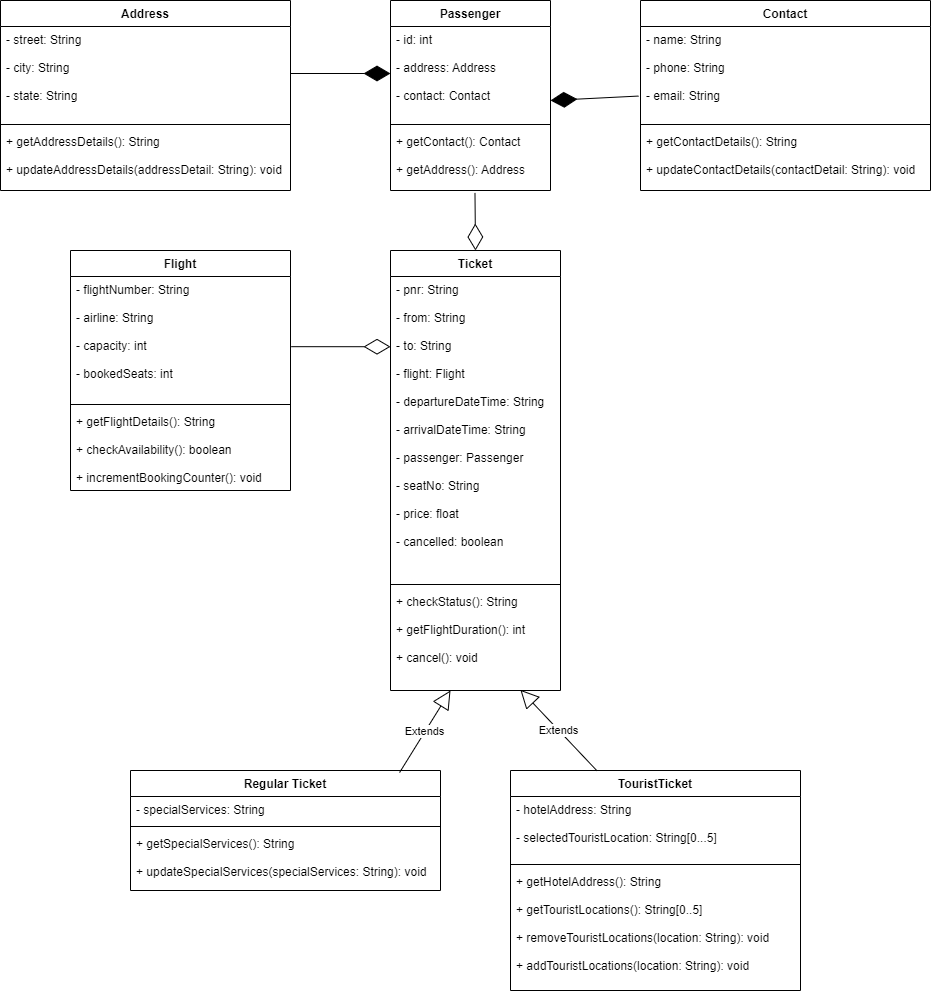 Address
- street: String
- city: String
- state: String
+ getAddressDetails(): String
+ updateAddressDetails(addressDetail: String): void
Passenger
- id: int
- address: Address
- contact: Contact
+ getContact(): Contact
+ getAddress(): Address
Contact
- name: String
- phone: String
- email: String
+ getContactDetails(): String
+ updateContactDetails(contactDetail: String): void
Flight
- flightNumber: String
- airline: String
- capacity: int
- bookedSeats: int
+ getFlightDetails(): String
+ checkAvailability(): boolean
+ incrementBookingCounter(): void
Ticket
- pnr: String
- from: String
- to: String
- flight: Flight
- departureDateTime: String
- arrivalDateTime: String
- passenger: Passenger
- seatNo: String
- price: float
- cancelled: boolean
+ checkStatus(): String
+ getFlightDuration(): int
+ cancel(): void
Extends
Extends
Regular Ticket
- specialServices: String
+ getSpecialServices(): String
+ updateSpecialServices(specialServices: String): void
TouristTicket
- hotelAddress: String
- selectedTouristLocation: String[0...5]
+ getHotelAddress(): String
+ getTouristLocations(): String[0..5]
+ removeTouristLocations(location: String): void
+ addTouristLocations(location: String): void